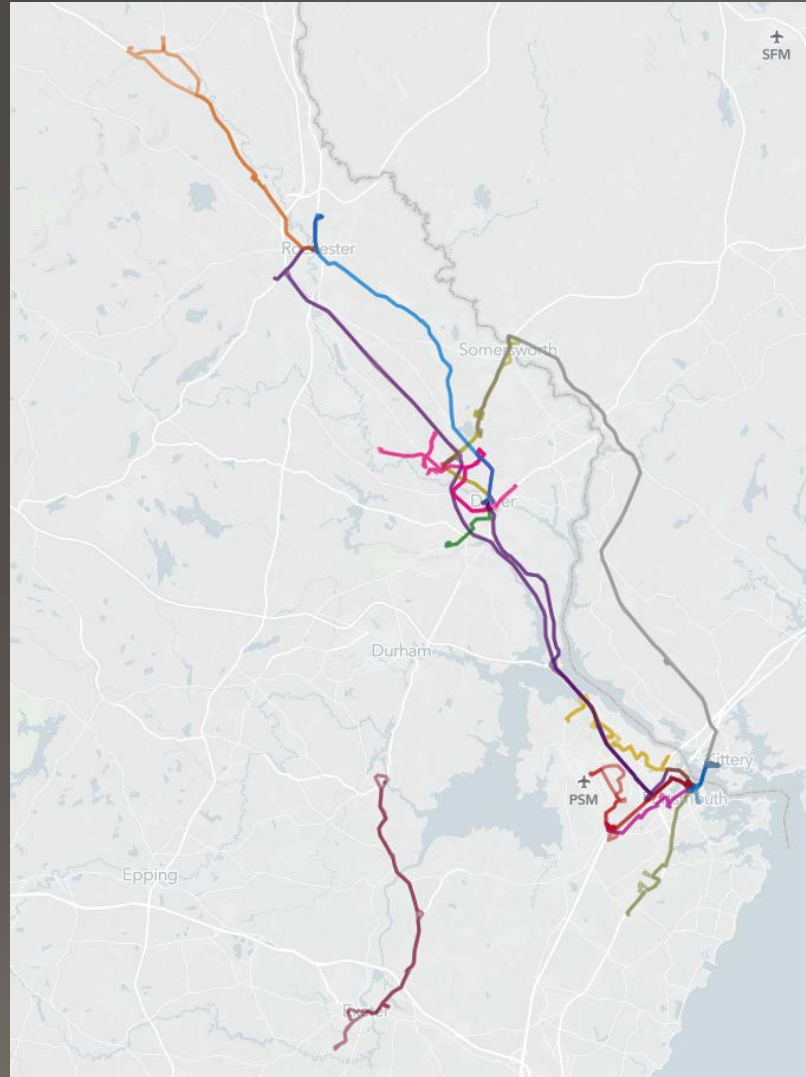 SFM
Rochester
Somersworth
Dover
Durham
Kittery
PSM
Portsmouth
Epping
Exeter